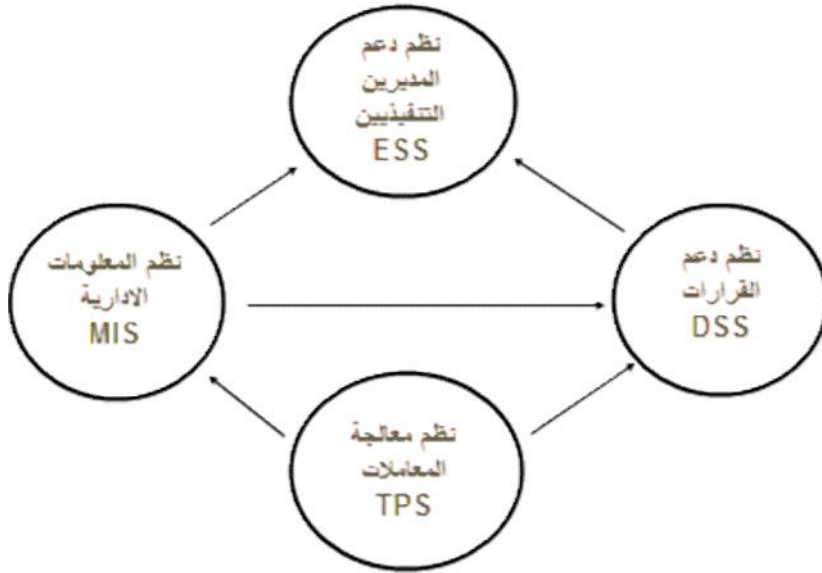 نظم دعم
المديرين
التنفيذيين
ESS
نظم المعلومات
الادارية
MIS
نظم دعم
القرارات
DSS
نظم معالجة
المعاملات
TPS